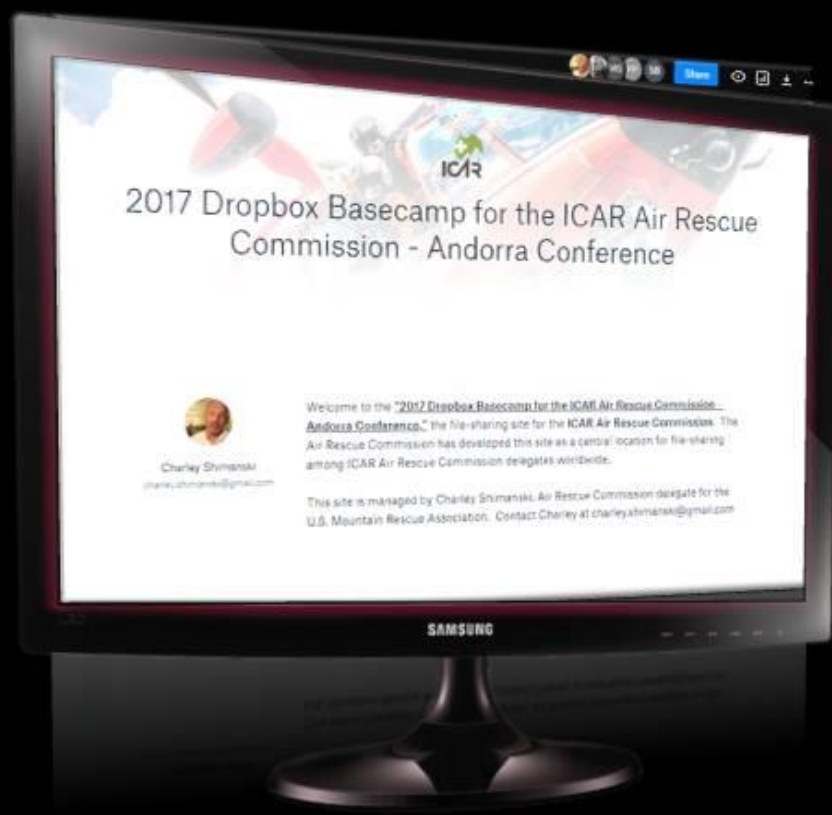 Share
ICAR
2017 Dropbox Basecamp for the ICAR Air Rescue
Commission - Andorra Conference
Welcome to the "2017 Dropbox Basecamp for the ICAR Air Rescue Commission -
Andorra Conference," the file-sharing site for the ICAR Air Rescue Commission. The
Air Rescue Commission has developed this site as a central location for file-sharing
among ICAR Air Rescue Commission delegates worldwide.
Charley Shimanski
charley.shimanski@gmail.com
This site is managed by Charley Shimanski, Air Rescue Commission delegate for the
U.S. Mountain Rescue Association. Contact Charley at charley.shimanski@gmail.com
SAMSUNG